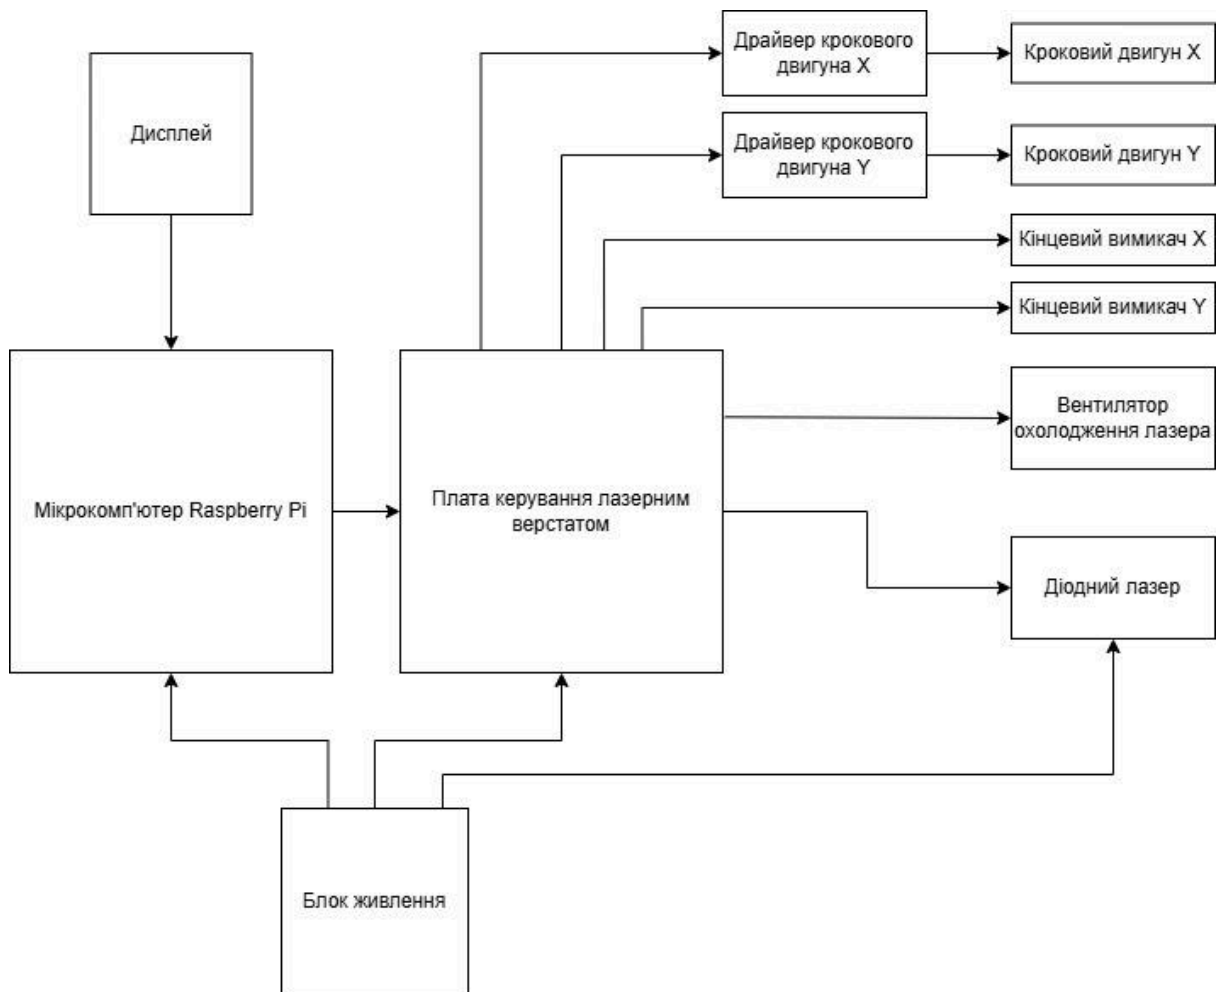 Драйвер крокового
двигуна X
Кроковий двигун X
Дисплей
Драйвер крокового
двигуна Y
Кроковий двигун Y
Кінцевий вимикач X
Кінцевий вимикач Y
Вентилятор
охолодження лазера
Мікрокомп'ютер Raspberry Pi
Плата керування лазерним
верстатом
Діодний лазер
Блок живлення